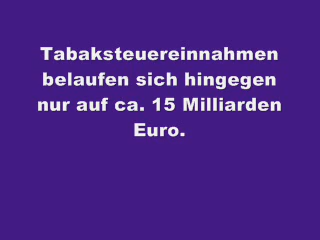 Tabaksteuereinnahmen
belaufen sich hingegen
nur auf ca. 15 Milliarden
Euro.